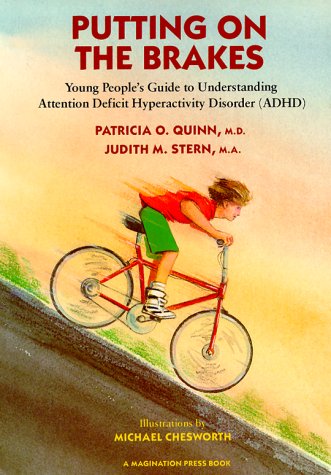 PUTTING ON
THE BRAKES
Young People's Guide to Understanding
Attention Deficit Hyperactivity Disorder (ADHD)
PATRICIA O. QUINN, M.D.
JUDITH M. STERN, M.A.
Illustrations by
MICHAEL CHESWORTH
A MAGINATION PRESS BOOK